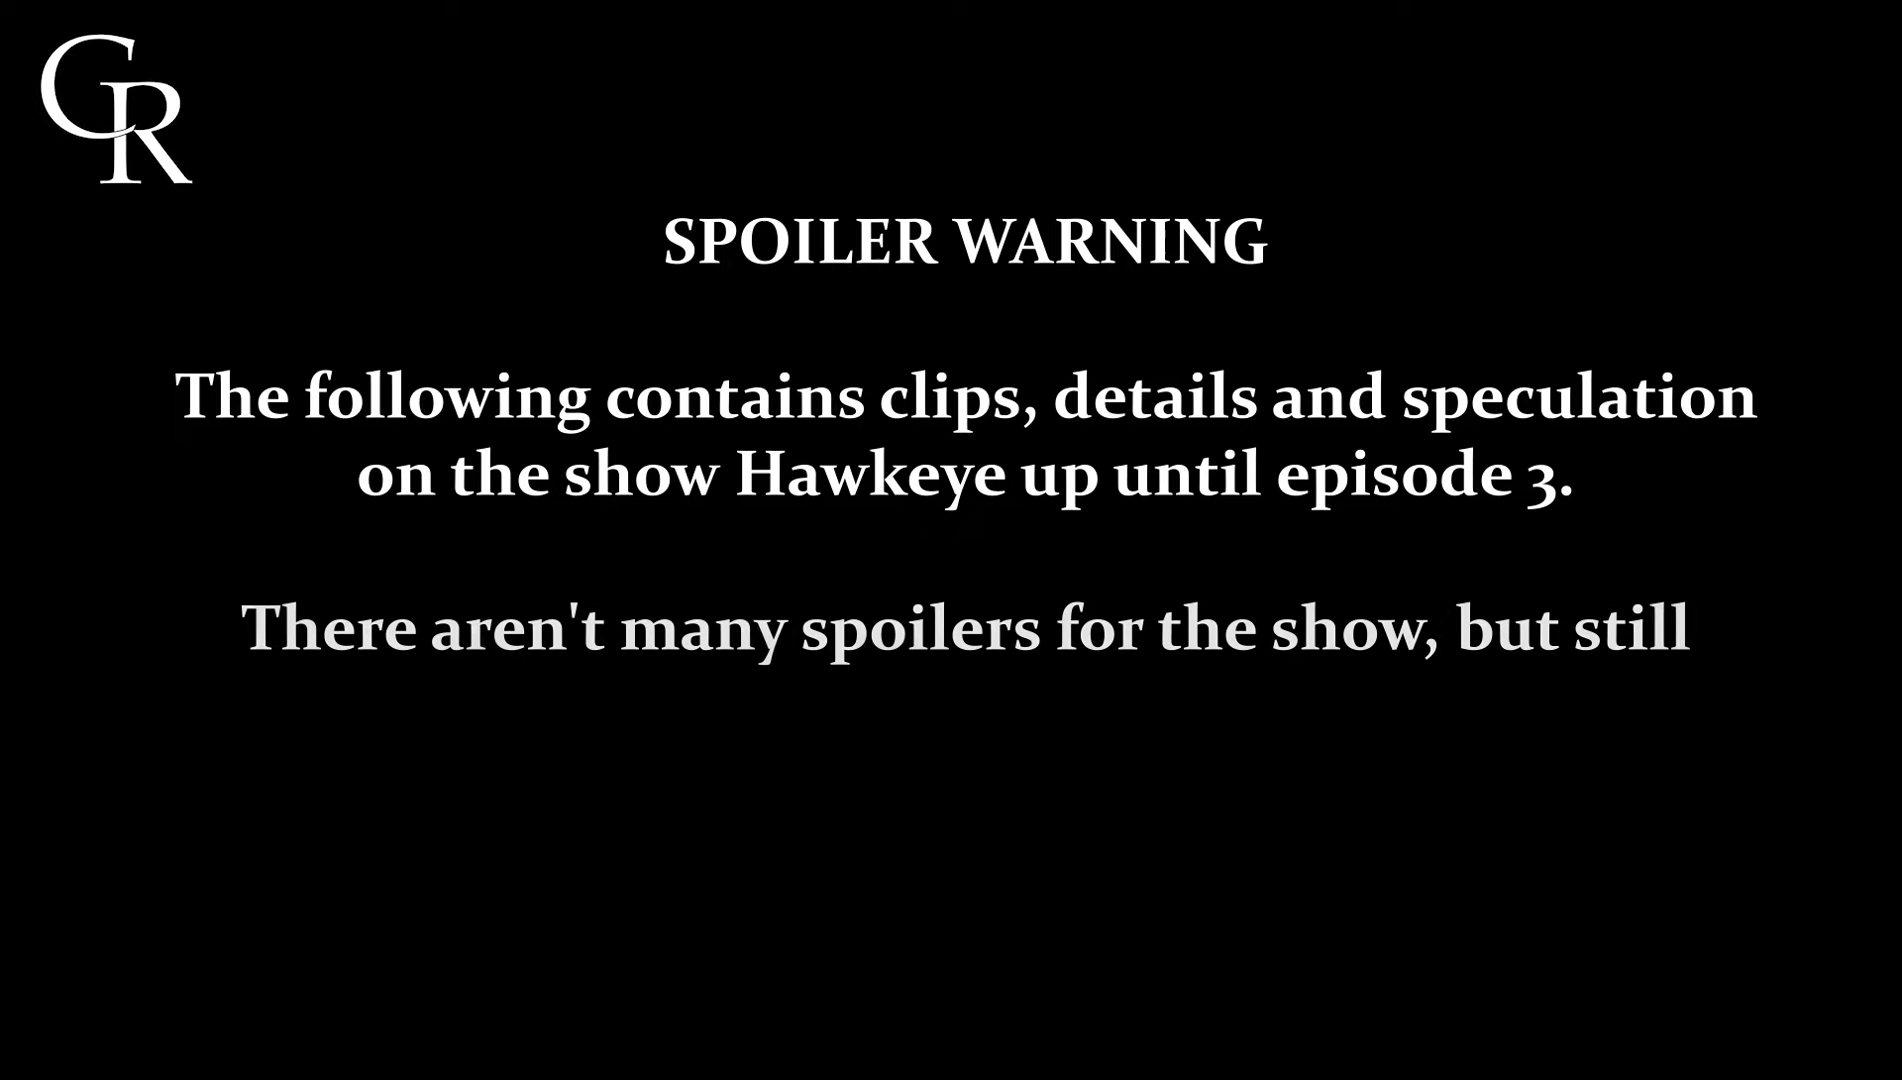 GR
SPOILER WARNING
The following contains clips, details and speculation
on the show Hawkeye up until episode 3.
There aren't many spoilers for the show, but still